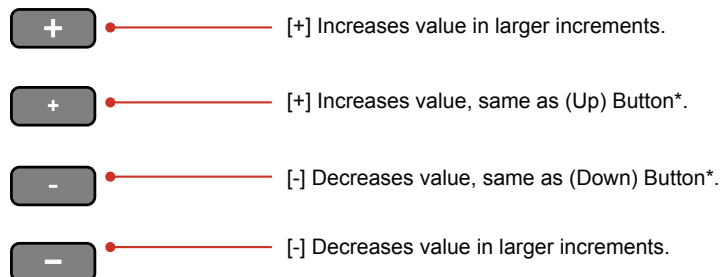 + [+] Increases value in larger increments.
+ [+] Increases value, same as (Up) Button*.
- [-] Decreases value, same as (Down) Button*.
– [-] Decreases value in larger increments.